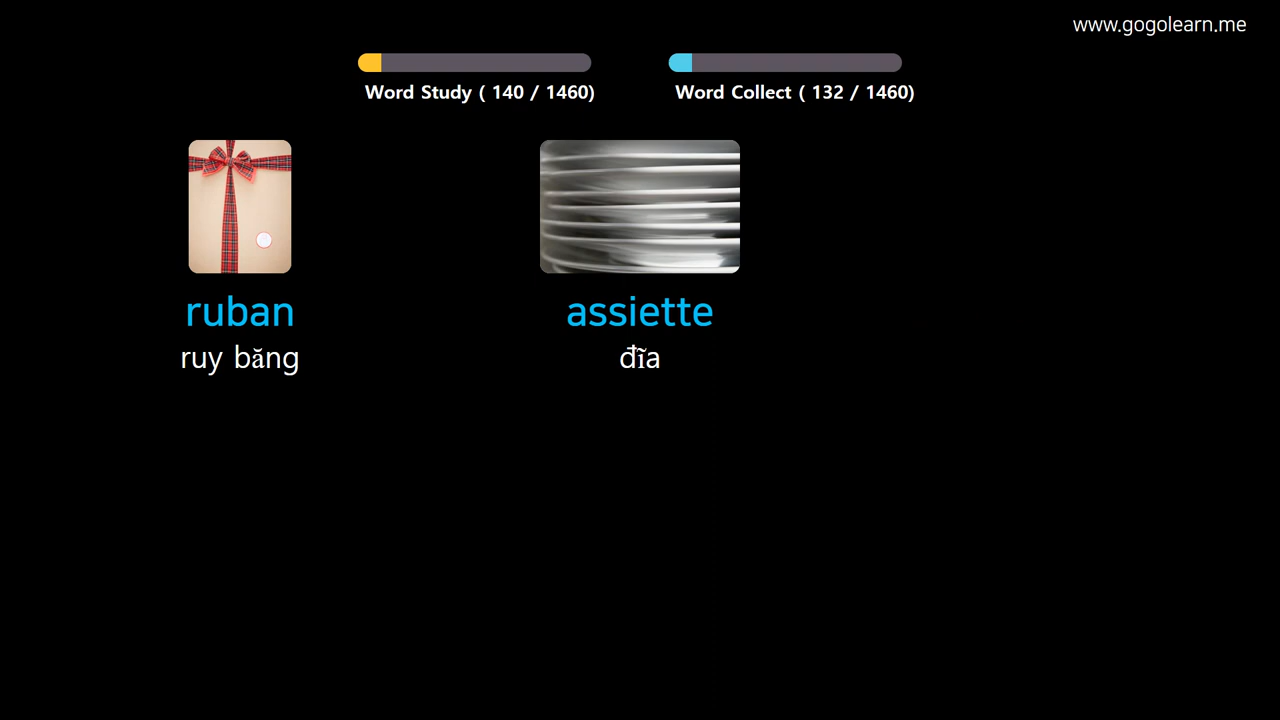 www.gogolearn.me
Word Study ( 140 / 1460)
Word Collect ( 132 / 1460)
ruban
assiette
ruy băng
đĩa